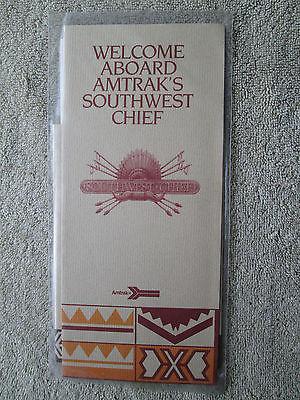 WELCOME
ABOARD
AMTRAK'S
SOUTHWEST
CHIEF
SOUTHWEST CHIEF
Amtrak